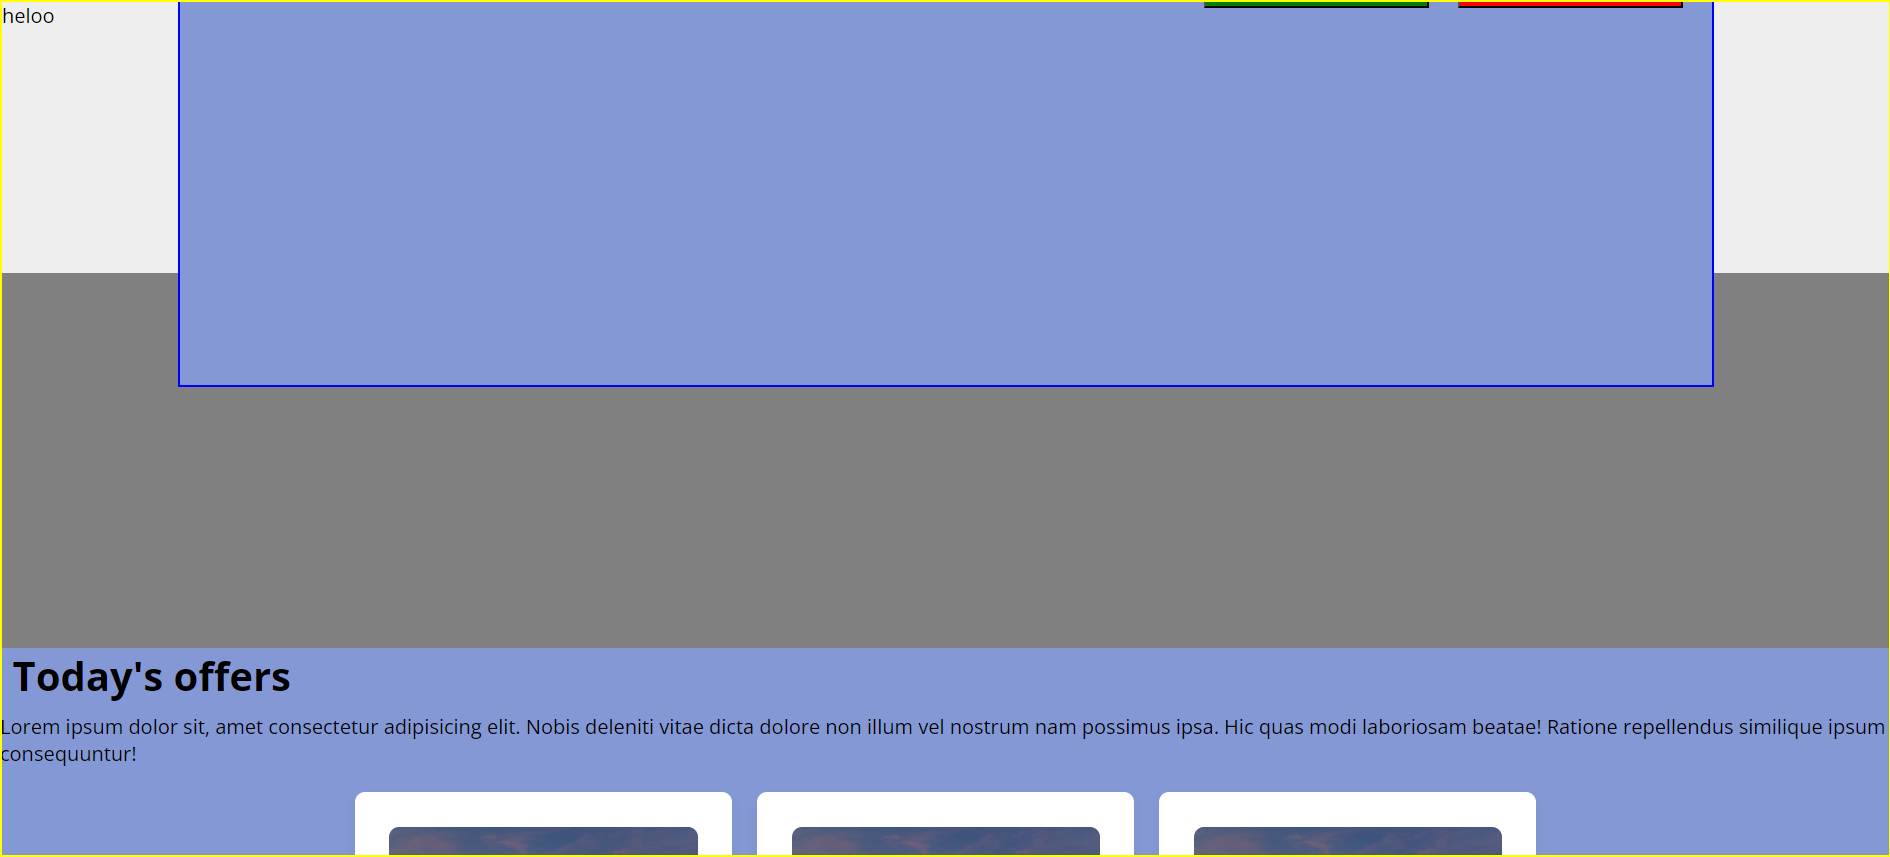 heloo
Today's offers
Lorem ipsum dolor sit, amet consectetur adipisicing elit. Nobis deleniti vitae dicta dolore non illum vel nostrum nam possimus ipsa. Hic quas modi laboriosam beatae! Ratione repellendus similique ipsum
consequuntur!